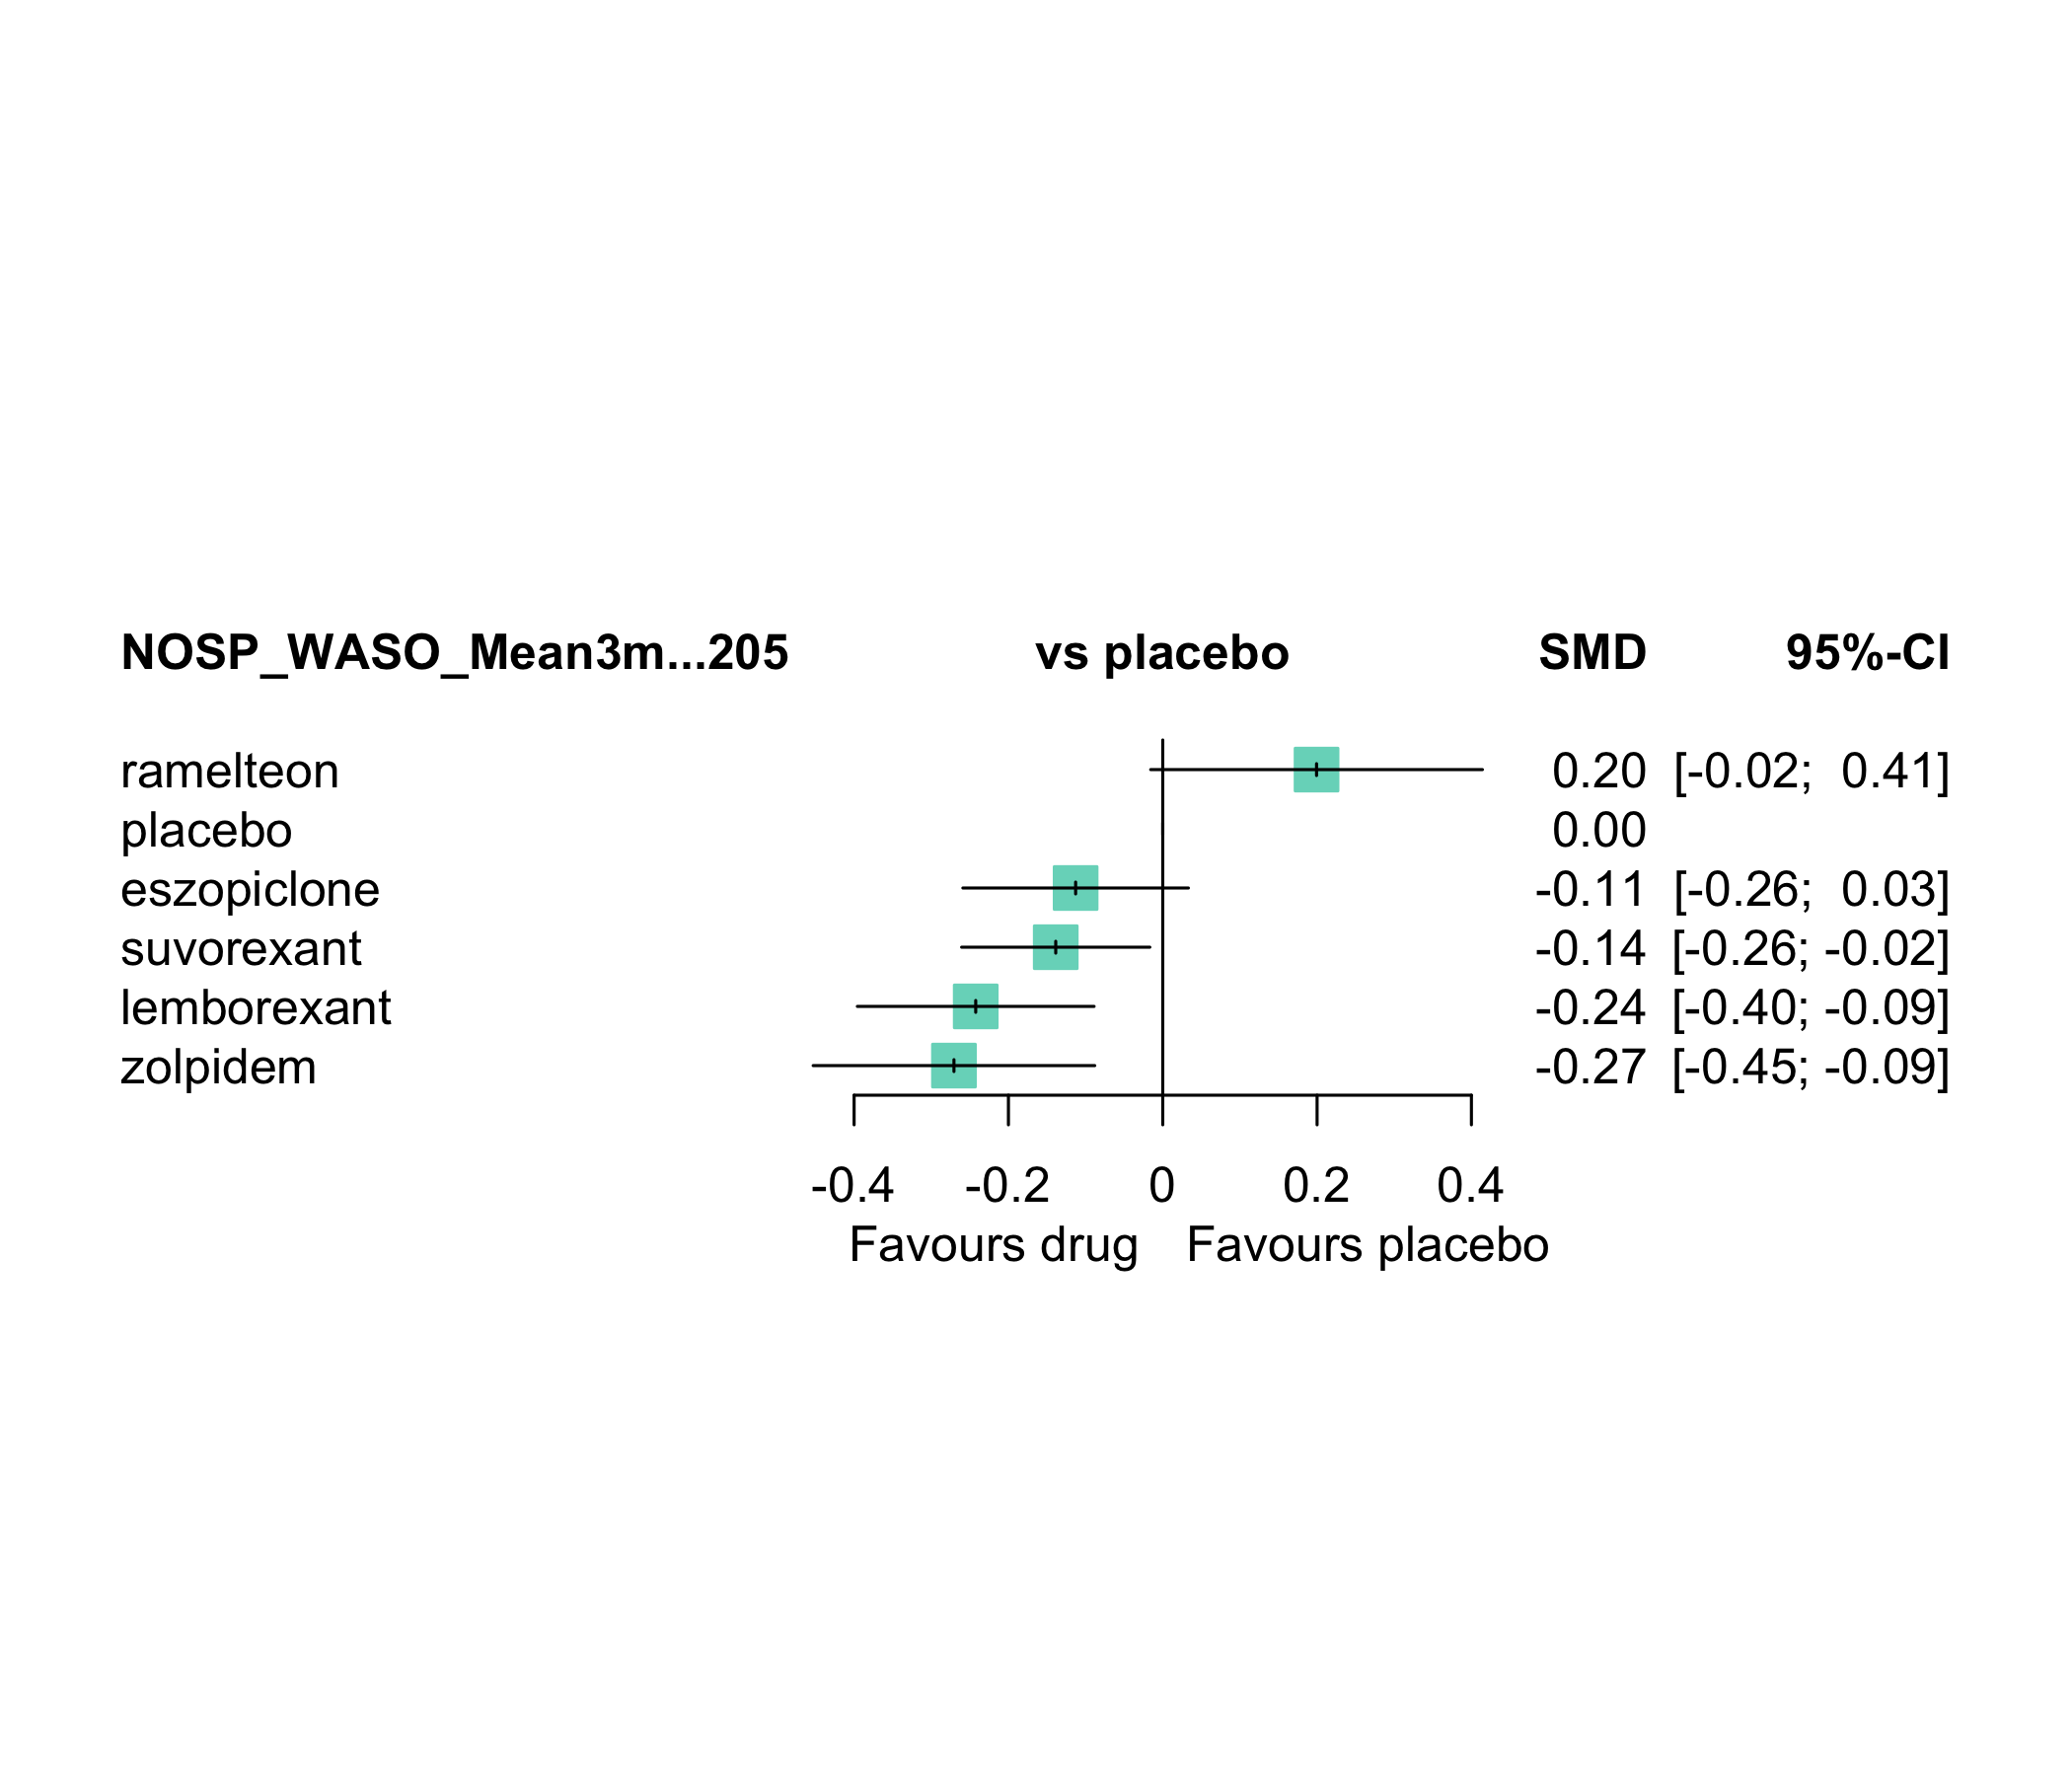 NOSP_WASO_Mean3m...205 vs placebo SMD 95%-CI
ramelteon 0.20 [-0.02; 0.41]
placebo 0.00
eszopiclone -0.11 [-0.26; 0.03]
suvorexant -0.14 [-0.26; -0.02]
lemborexant -0.24 [-0.40; -0.09]
zolpidem -0.27 [-0.45; -0.09]
-0.4 -0.2 0 0.2 0.4
Favours drug Favours placebo